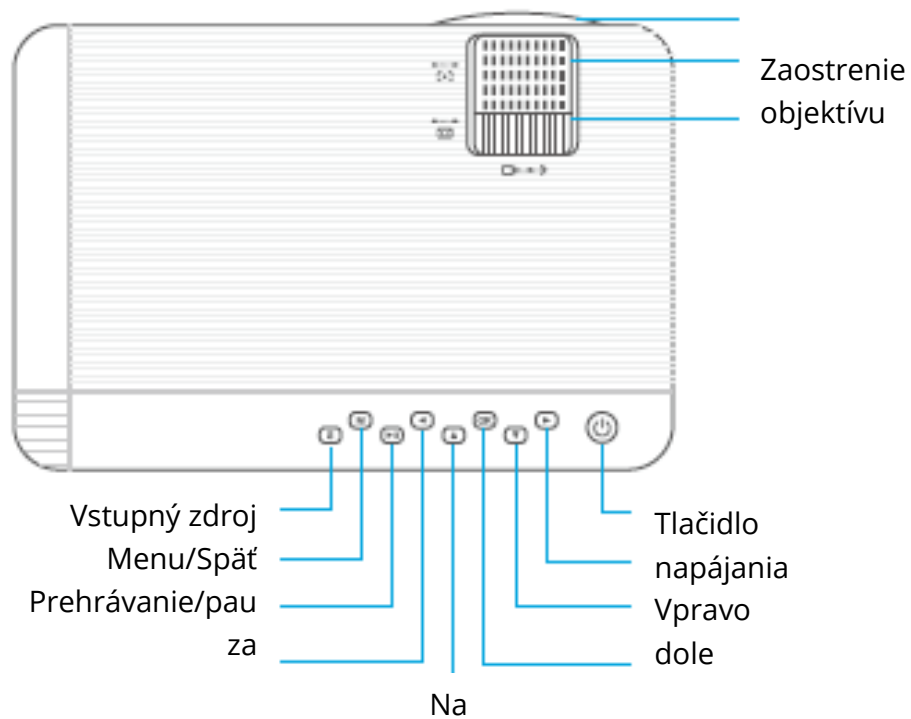 Zaostrenie
objektívu
Vstupný zdroj
Menu/Späť
Prehrávanie/pau
za
Na
Tlačidlo
napájania
Vpravo
dole